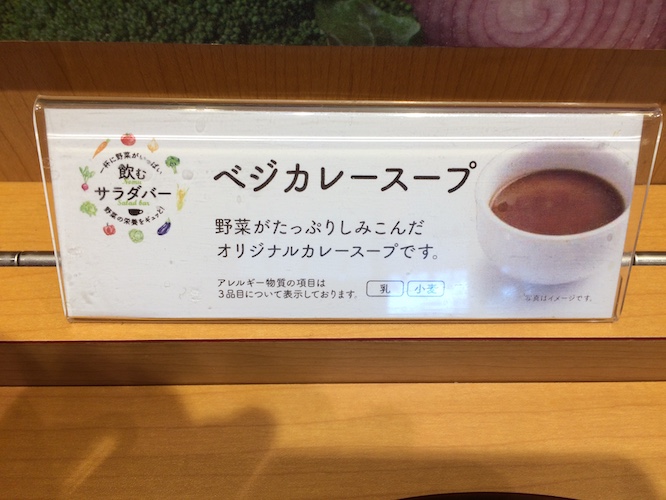 一杯に野菜がいっぱい
飲む
サラダバー
Salad Bar
野菜の栄養をギュッと!
ベジカレースープ
野菜がたっぷりしみこんだ
オリジナルカレースープです。
アレルギー物質の項目は
3品目について表示しております。
乳
小麦
写真はイメージです。